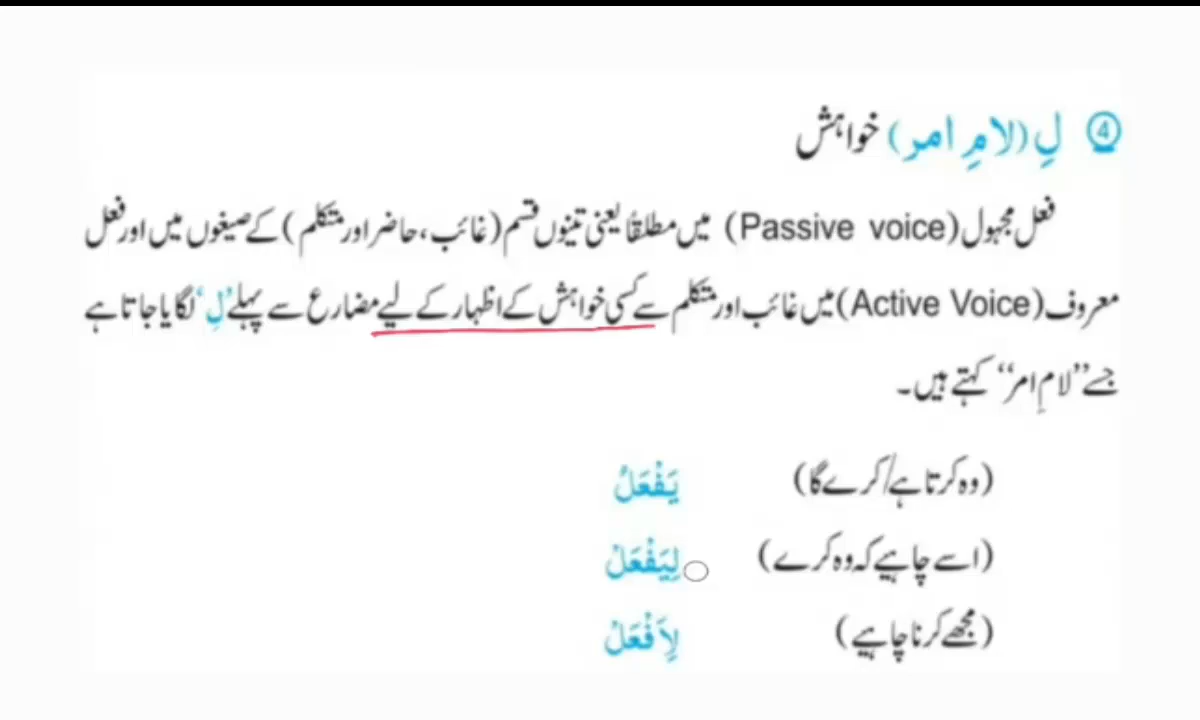 ④ لِ (لامِ امر) خواہش
فعل مجہول (Passive voice) میں مطلقاً یعنی تینوں قسم (غائب، حاضر اور متکلم) کے صیغوں میں اور فعل
معروف (Active Voice) میں غائب اور متکلم سے کسی خواہش کے اظہار کے لیے مضارع سے پہلے ’لِ‘ لگایا جاتا ہے
جسے ”لامِ امر“ کہتے ہیں۔
(وہ کرتا ہے/کرے گا) يَفْعَلُ
(اسے چاہیے کہ وہ کرے) لِيَفْعَلْ
(مجھے کرنا چاہیے) لِأَفْعَلْ